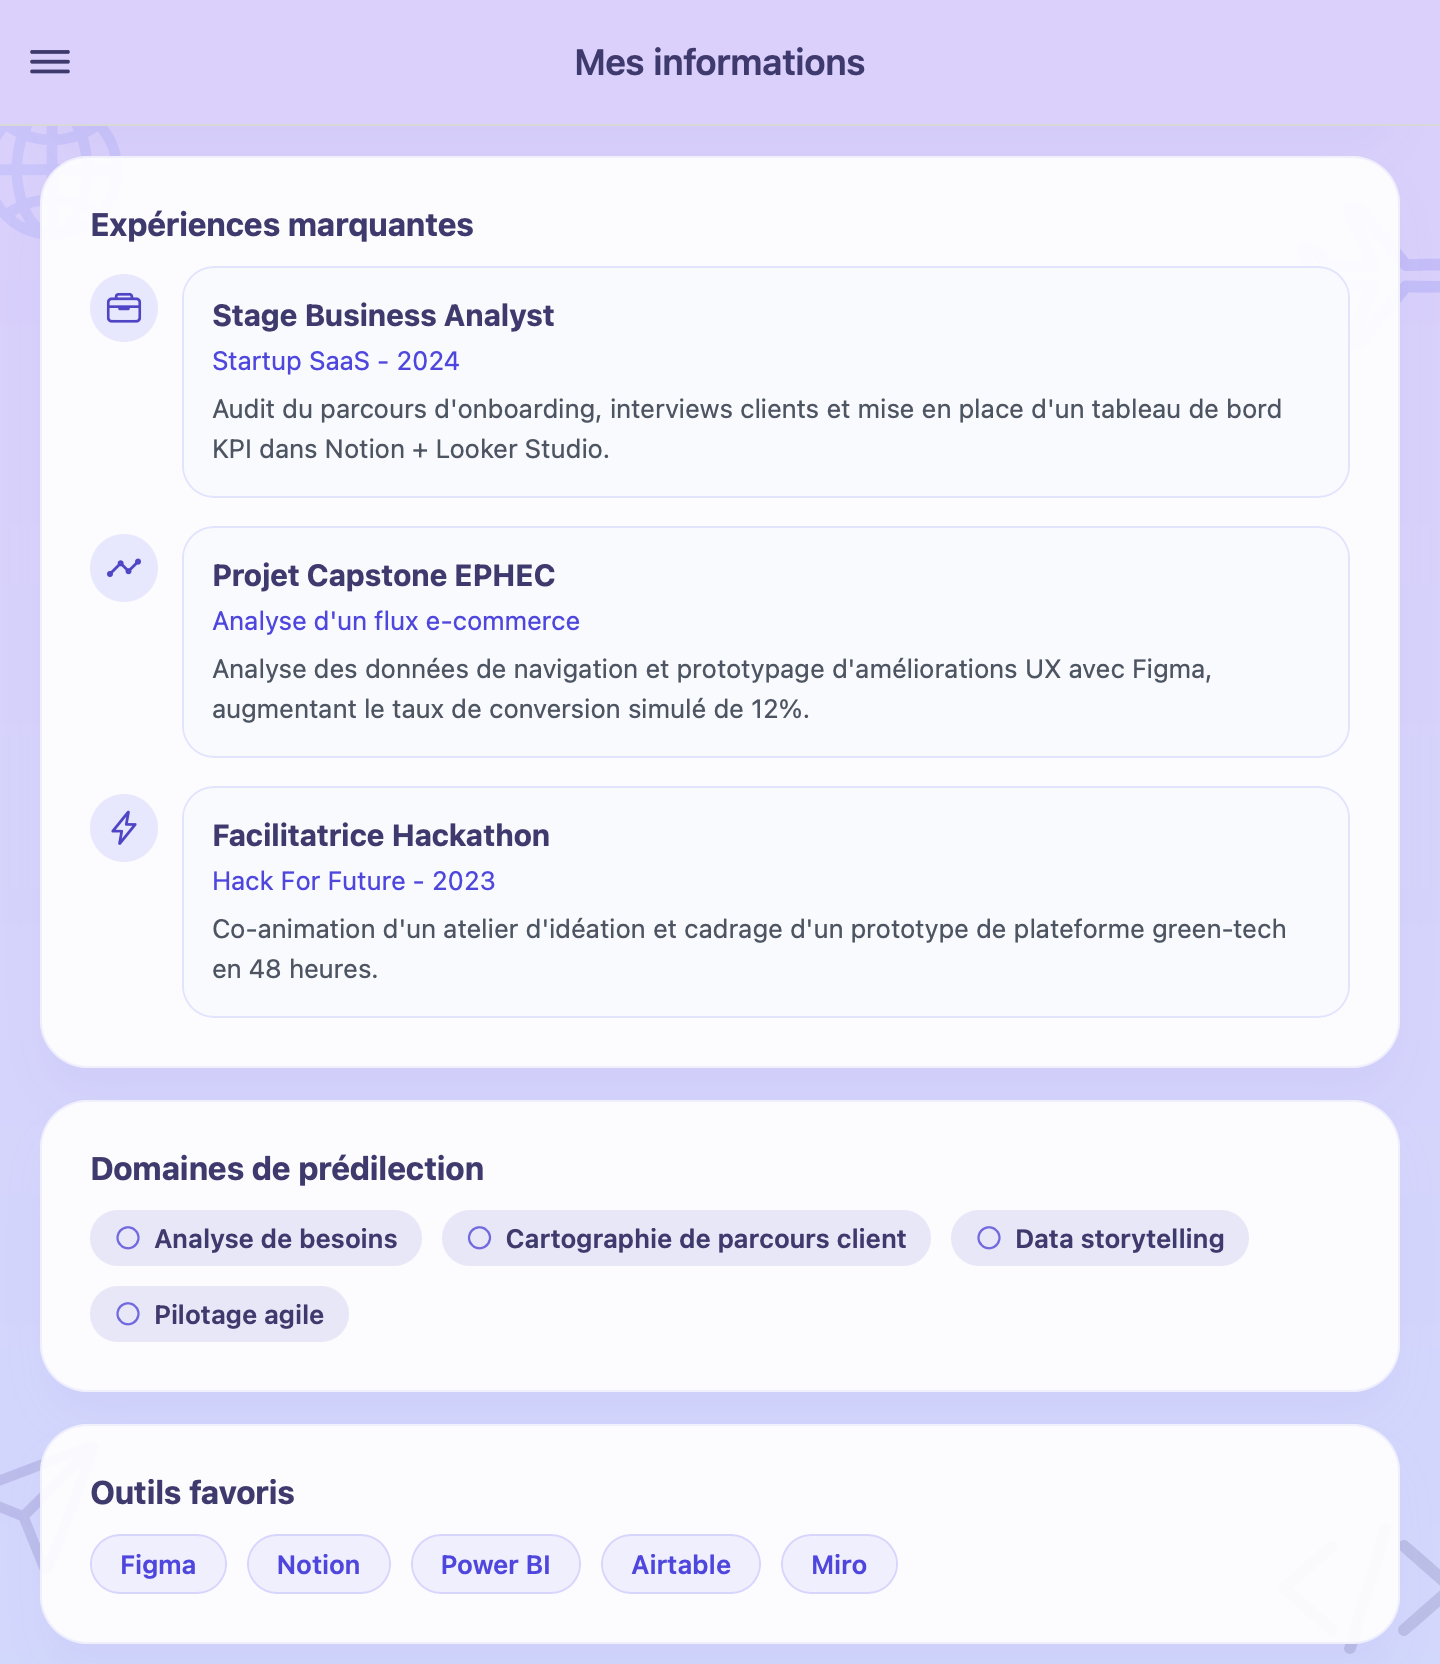 Mes informations
Expériences marquantes
Stage Business Analyst
Startup SaaS - 2024
Audit du parcours d'onboarding, interviews clients et mise en place d'un tableau de bord
KPI dans Notion + Looker Studio.
Projet Capstone EPHEC
Analyse d'un flux e-commerce
Analyse des données de navigation et prototypage d'améliorations UX avec Figma,
augmentant le taux de conversion simulé de 12%.
Facilitatrice Hackathon
Hack For Future - 2023
Co-animation d'un atelier d'idéation et cadrage d'un prototype de plateforme green-tech
en 48 heures.
Domaines de prédilection
Analyse de besoins Cartographie de parcours client Data storytelling
Pilotage agile
Outils favoris
Figma Notion Power BI Airtable Miro